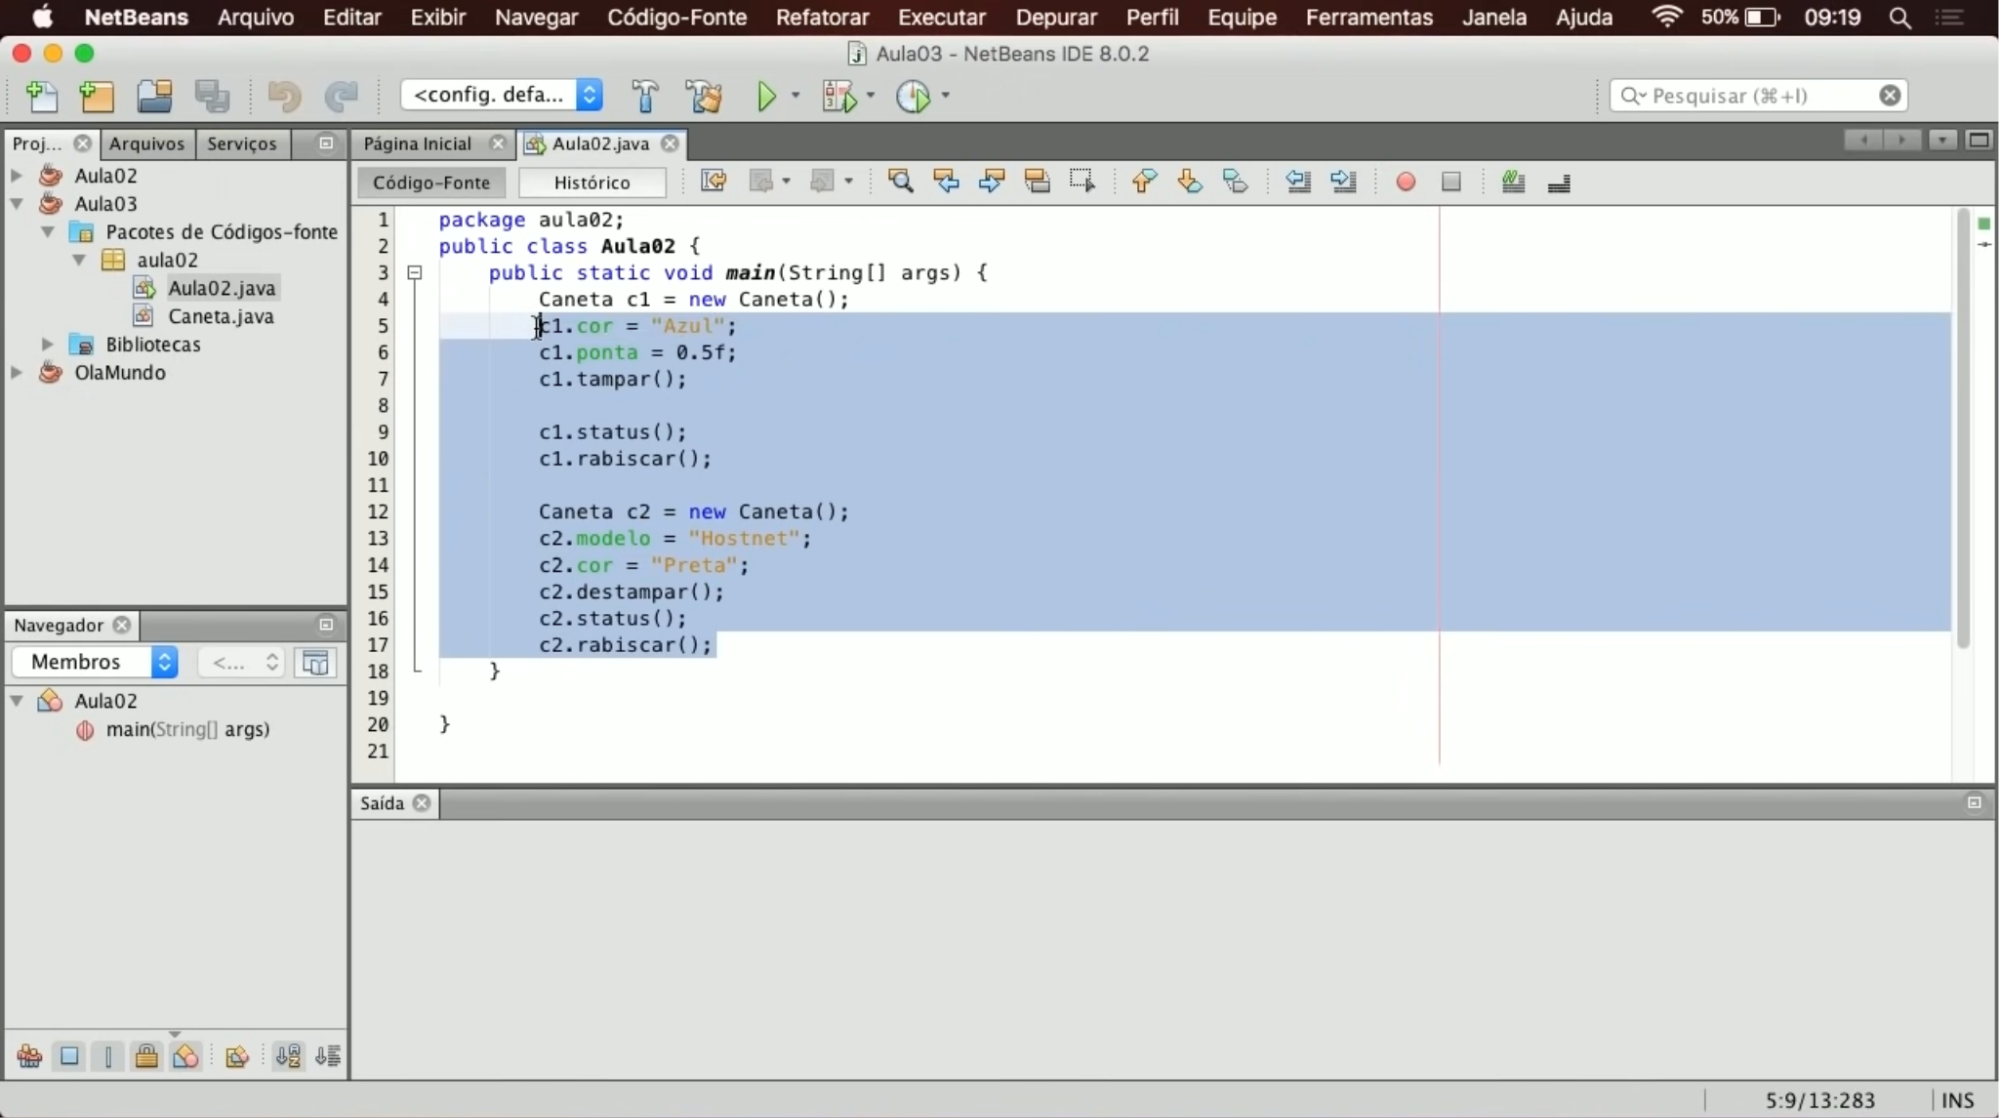 NetBeans Arquivo Editar Exibir Navegar Código-Fonte Refatorar Executar Depurar Perfil Equipe Ferramentas Janela Ajuda 50% 09:19
Aula03 - NetBeans IDE 8.0.2
<config. defa... Pesquisar (⌘+I)
Proj... Arquivos Serviços
Página Inicial Aula02.java
Aula02
Aula03
Pacotes de Códigos-fonte
aula02
Aula02.java
Caneta.java
Bibliotecas
OlaMundo
Código-Fonte Histórico
1 package aula02;
2 public class Aula02 {
3 public static void main(String[] args) {
4 Caneta c1 = new Caneta();
5 c1.cor = "Azul";
6 c1.ponta = 0.5f;
7 c1.tampar();
8
9 c1.status();
10 c1.rabiscar();
11
12 Caneta c2 = new Caneta();
13 c2.modelo = "Hostnet";
14 c2.cor = "Preta";
15 c2.destampar();
16 c2.status();
17 c2.rabiscar();
18 }
19
20 }
21
Navegador
Membros <...
Aula02
main(String[] args)
Saída
5:9/13:283 INS